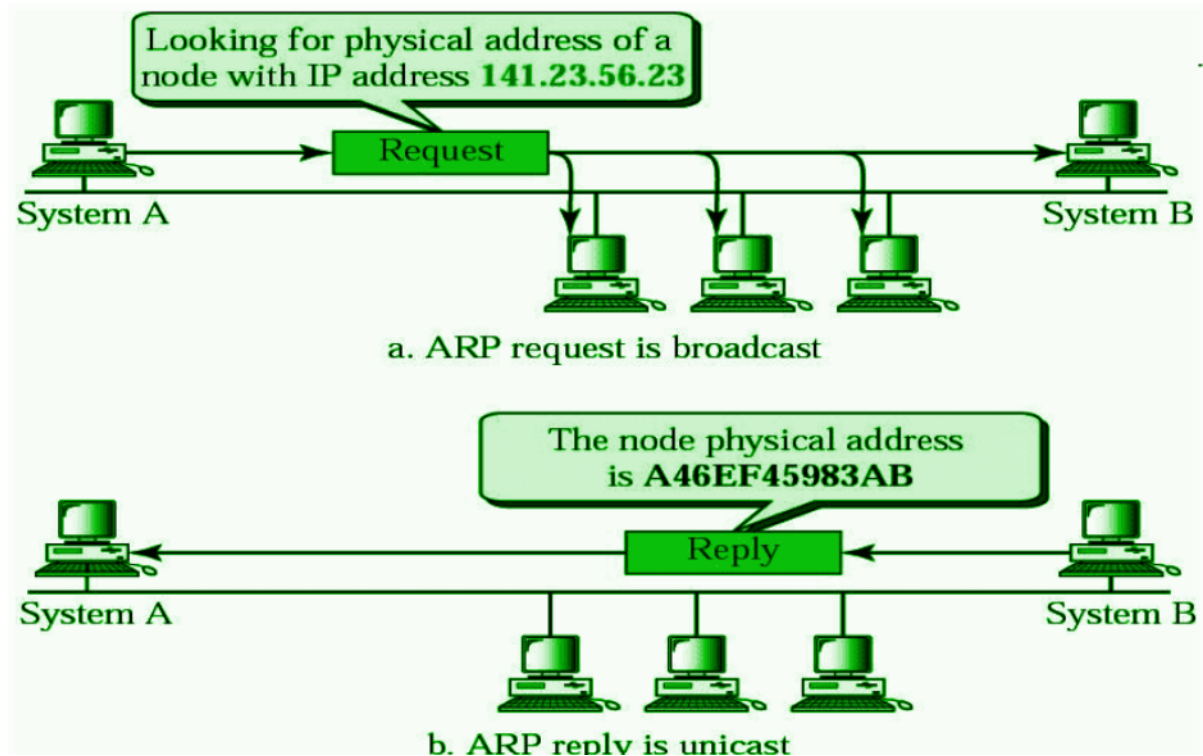 Looking for physical address of a
node with IP address 141.23.56.23
Request
System A
System B
a. ARP request is broadcast
The node physical address
is A46EF45983AB
Reply
System A
System B
b. ARP reply is unicast